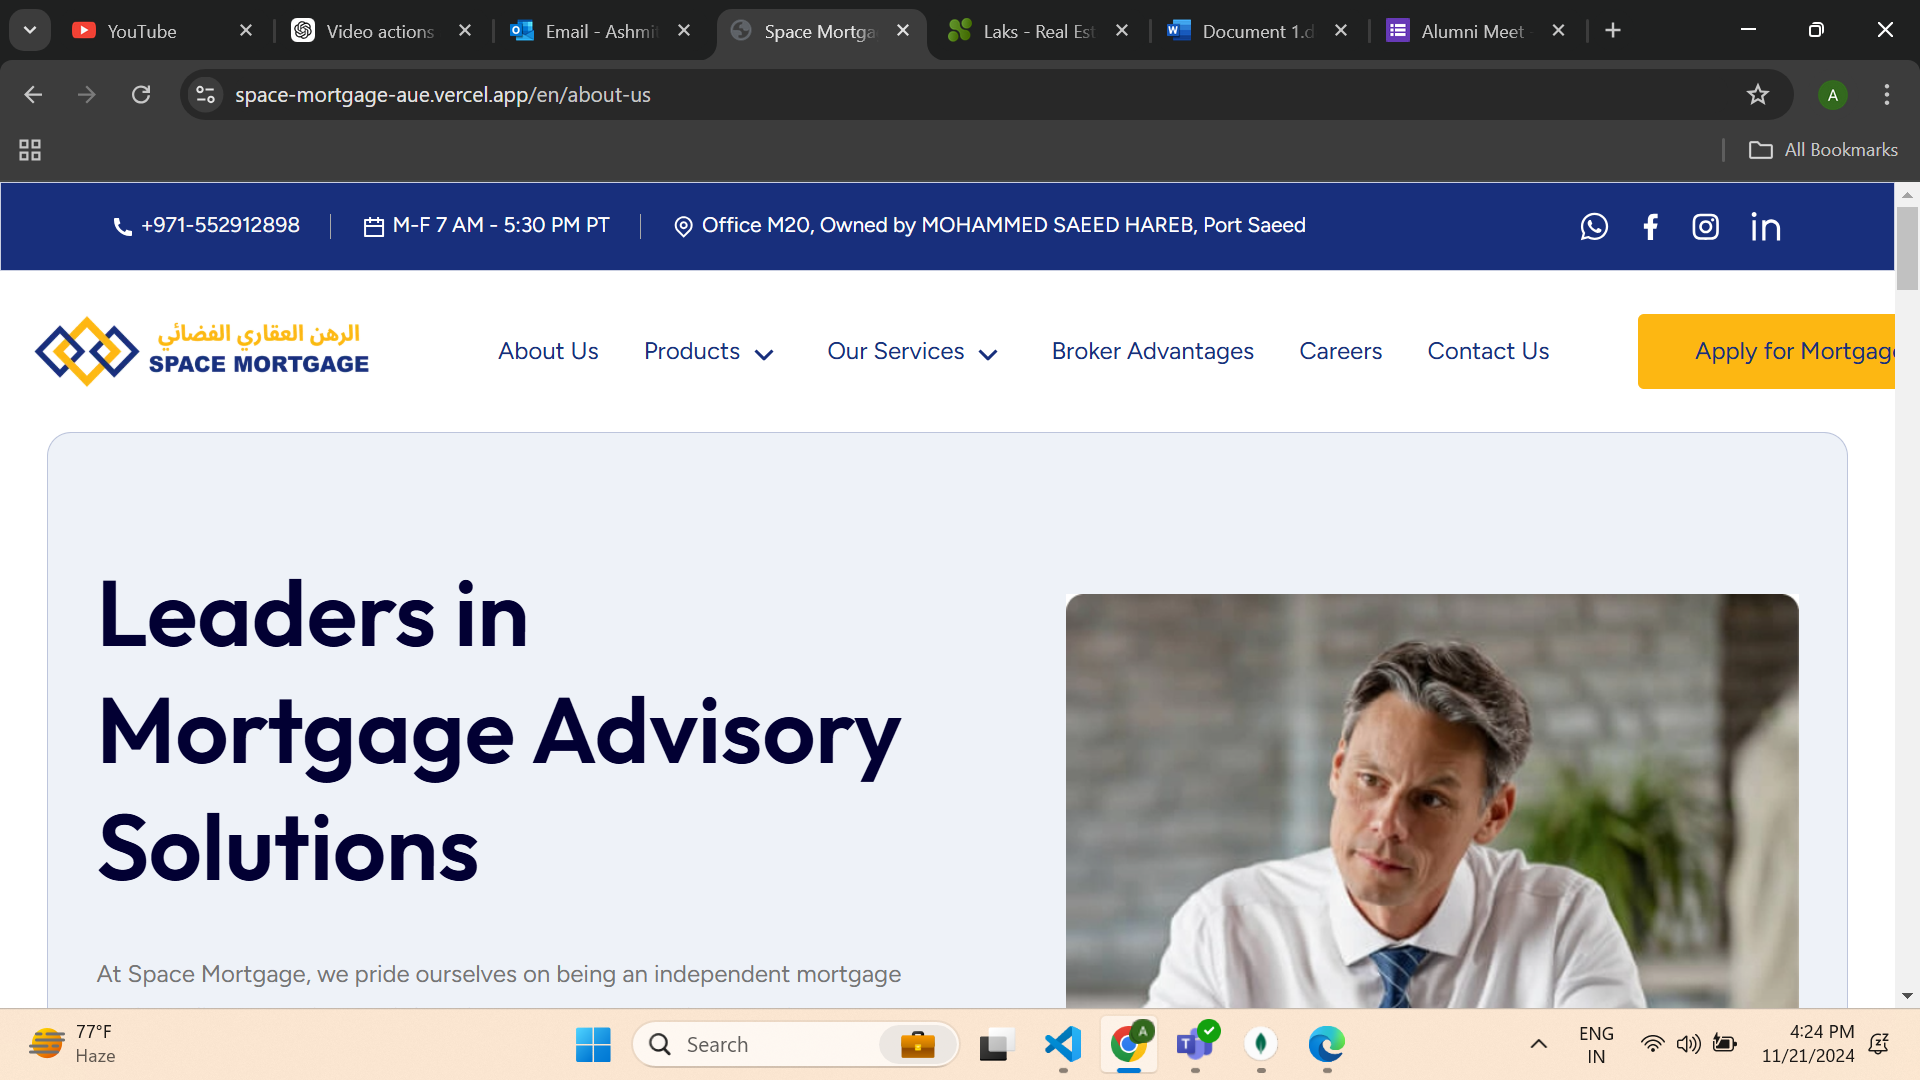 YouTube
Video actions
Email - Ashmit
Space Mortga
Laks - Real Est
Document 1.d
Alumni Meet -
space-mortgage-aue.vercel.app/en/about-us
A
All Bookmarks
+971-552912898
M-F 7 AM - 5:30 PM PT
Office M20, Owned by MOHAMMED SAEED HAREB, Port Saeed
الرهن العقاري الفضائي
SPACE MORTGAGE
About Us
Products
Our Services
Broker Advantages
Careers
Contact Us
Apply for Mortgage
Leaders in
Mortgage Advisory
Solutions
At Space Mortgage, we pride ourselves on being an independent mortgage
77°F
Haze
Search
A
ENG
IN
4:24 PM
11/21/2024